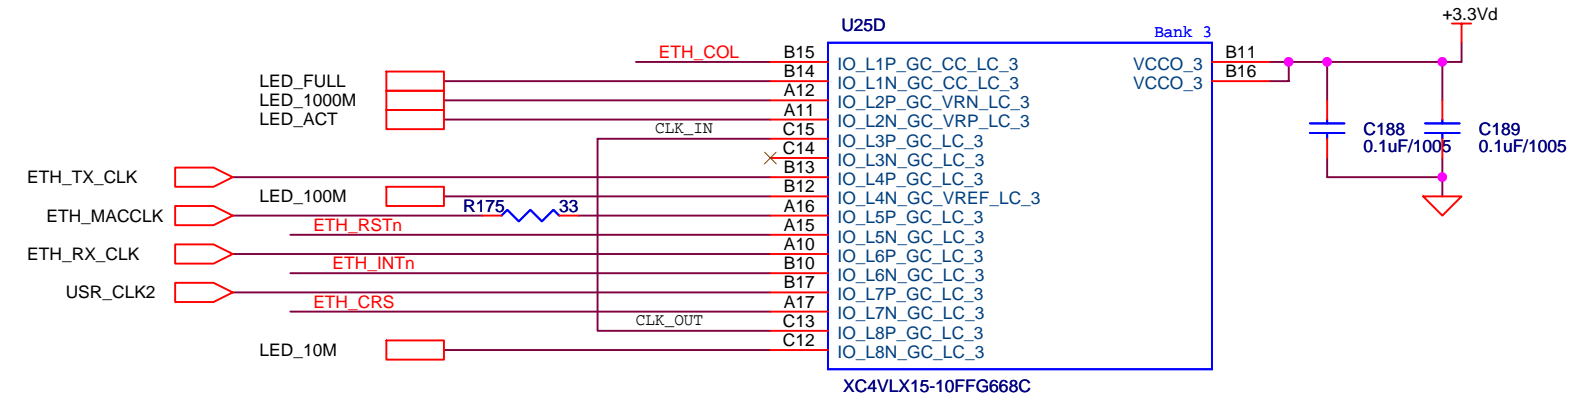 +3.3Vd
U25D
Bank 3
ETH_COL B15 IO_L1P_GC_CC_LC_3 VCCO_3 B11
LED_FULL B14 IO_L1N_GC_CC_LC_3 VCCO_3 B16
LED_1000M A12 IO_L2P_GC_VRN_LC_3
LED_ACT A11 IO_L2N_GC_VRP_LC_3
CLK_IN C15 IO_L3P_GC_LC_3
C14 IO_L3N_GC_LC_3
C188 C189
0.1uF/1005 0.1uF/1005
ETH_TX_CLK B13 IO_L4P_GC_LC_3
LED_100M B12 IO_L4N_GC_VREF_LC_3
ETH_MACCLK R175 33 A16 IO_L5P_GC_LC_3
ETH_RSTn A15 IO_L5N_GC_LC_3
ETH_RX_CLK A10 IO_L6P_GC_LC_3
ETH_INTn B10 IO_L6N_GC_LC_3
USR_CLK2 B17 IO_L7P_GC_LC_3
ETH_CRS A17 IO_L7N_GC_LC_3
CLK_OUT C13 IO_L8P_GC_LC_3
LED_10M C12 IO_L8N_GC_LC_3
XC4VLX15-10FFG668C